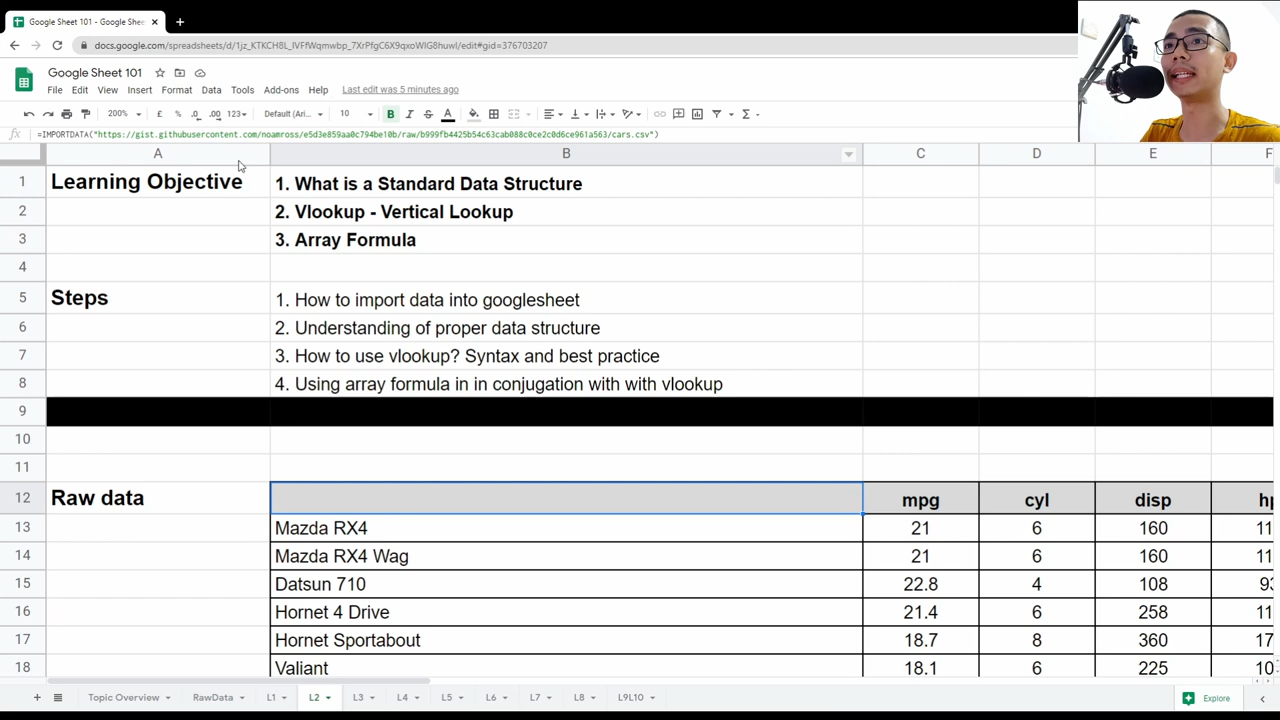 Google Sheet 101 - Google Shee
docs.google.com/spreadsheets/d/1jz_KTKCH8L_IVFfWqmwbp_7XrPfgC6X9qxoWIG8huwI/edit#gid=376703207
Google Sheet 101
File Edit View Insert Format Data Tools Add-ons Help Last edit was 5 minutes ago
200% £ % .0 .00 123 Default (Ari... 10 B I S A
fx =IMPORTDATA("https://gist.githubusercontent.com/noamross/e5d3e859aa0c794be10b/raw/b999fb4425b54c63cab088c0ce2c0d6ce961a563/cars.csv")
A B C D E F
1 Learning Objective 1. What is a Standard Data Structure
2 2. Vlookup - Vertical Lookup
3 3. Array Formula
4
5 Steps 1. How to import data into googlesheet
6 2. Understanding of proper data structure
7 3. How to use vlookup? Syntax and best practice
8 4. Using array formula in in conjugation with with vlookup
9
10
11
12 Raw data mpg cyl disp hp
13 Mazda RX4 21 6 160 11
14 Mazda RX4 Wag 21 6 160 11
15 Datsun 710 22.8 4 108 93
16 Hornet 4 Drive 21.4 6 258 11
17 Hornet Sportabout 18.7 8 360 17
18 Valiant 18.1 6 225 10
Topic Overview RawData L1 L2 L3 L4 L5 L6 L7 L8 L9L10 Explore